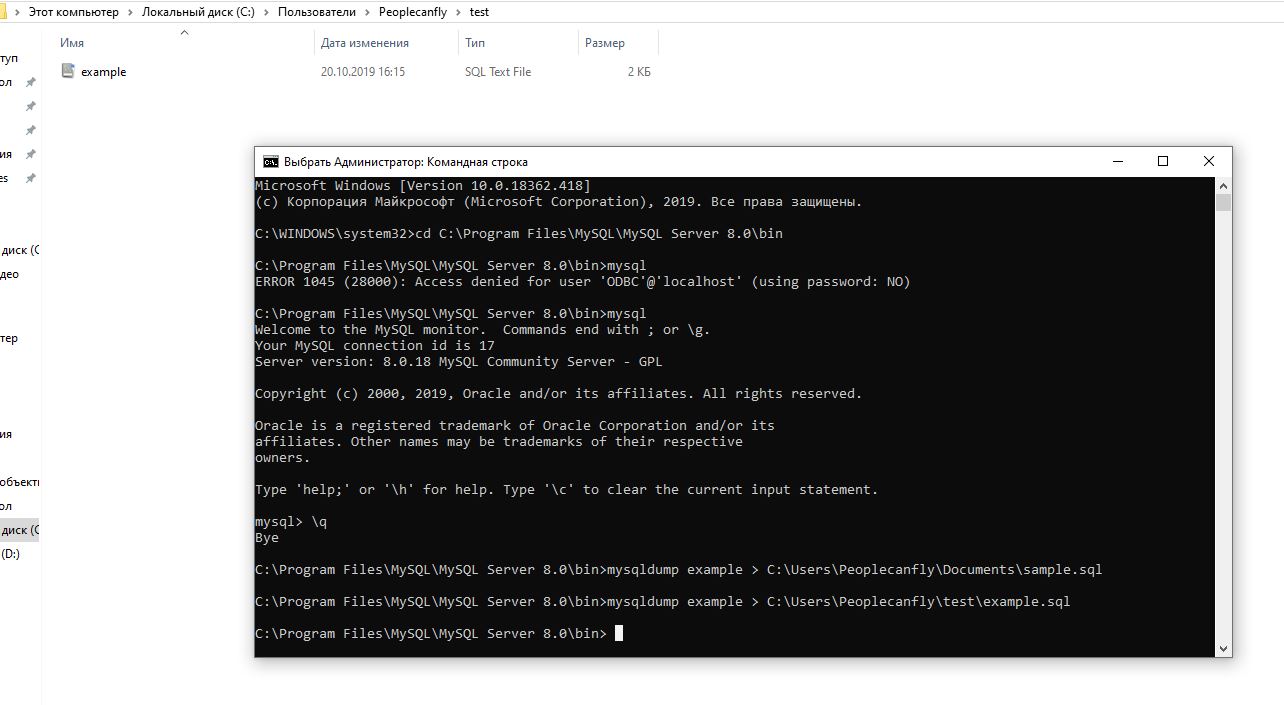 Этот компьютер › Локальный диск (C:) › Пользователи › Peoplecanfly › test
Имя Дата изменения Тип Размер
example 20.10.2019 16:15 SQL Text File 2 КБ
туп
ол
ия
es
диск (C
део
тер
ия
объекты
ол
диск (C
(D:)
Выбрать Администратор: Командная строка
Microsoft Windows [Version 10.0.18362.418]
(c) Корпорация Майкрософт (Microsoft Corporation), 2019. Все права защищены.
C:\WINDOWS\system32>cd C:\Program Files\MySQL\MySQL Server 8.0\bin
C:\Program Files\MySQL\MySQL Server 8.0\bin>mysql
ERROR 1045 (28000): Access denied for user 'ODBC'@'localhost' (using password: NO)
C:\Program Files\MySQL\MySQL Server 8.0\bin>mysql
Welcome to the MySQL monitor.  Commands end with ; or \g.
Your MySQL connection id is 17
Server version: 8.0.18 MySQL Community Server - GPL
Copyright (c) 2000, 2019, Oracle and/or its affiliates. All rights reserved.
Oracle is a registered trademark of Oracle Corporation and/or its
affiliates. Other names may be trademarks of their respective
owners.
Type 'help;' or '\h' for help. Type '\c' to clear the current input statement.
mysql> \q
Bye
C:\Program Files\MySQL\MySQL Server 8.0\bin>mysqldump example > C:\Users\Peoplecanfly\Documents\sample.sql
C:\Program Files\MySQL\MySQL Server 8.0\bin>mysqldump example > C:\Users\Peoplecanfly\test\example.sql
C:\Program Files\MySQL\MySQL Server 8.0\bin>